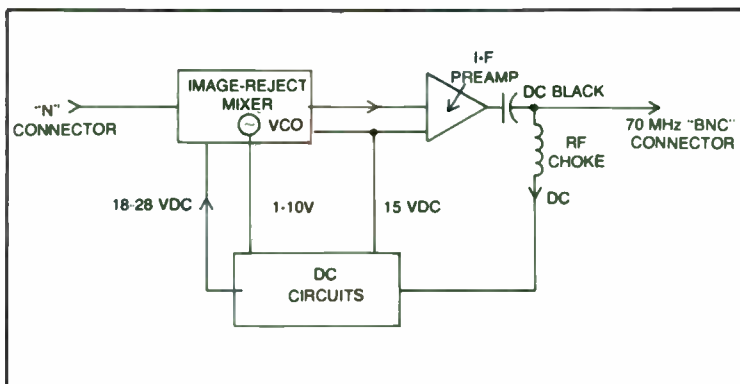 I-F
PREAMP
IMAGE-REJECT
MIXER
VCO
"N"
CONNECTOR
DC BLACK
70 MHz "BNC"
CONNECTOR
RF
CHOKE
DC
18-28 VDC
1-10V
15 VDC
DC
CIRCUITS